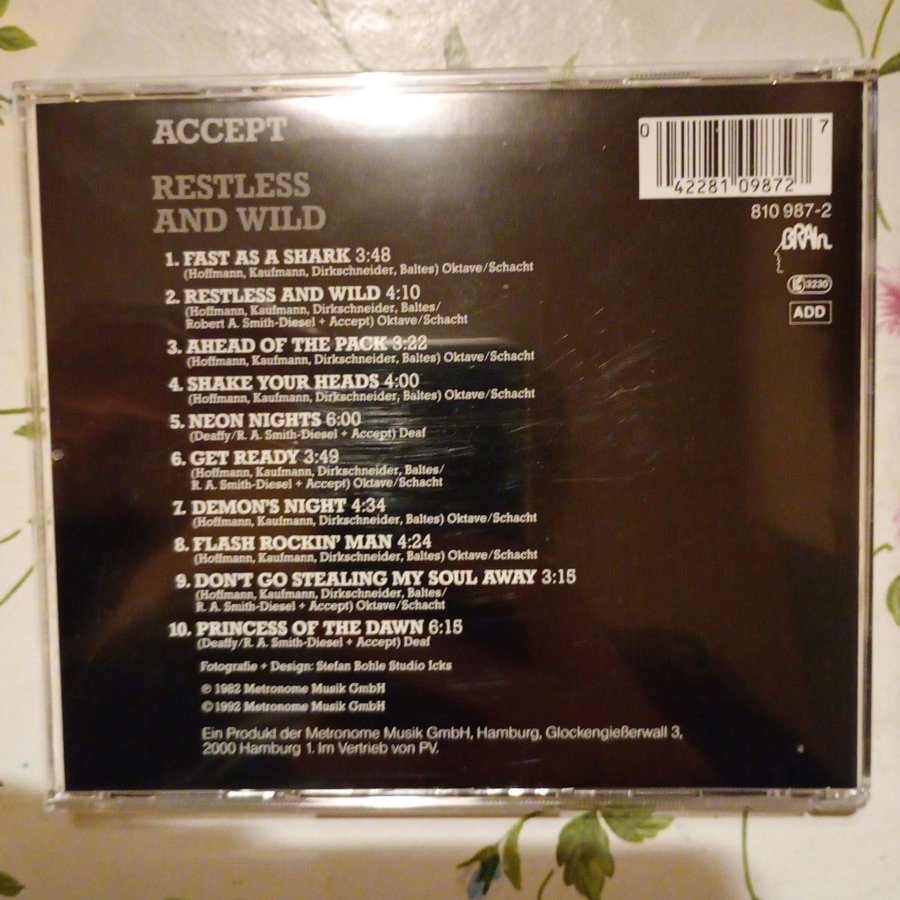 ACCEPT
RESTLESS
AND WILD
0 42281 09872 7
810 987-2
BRAIN
LC 3230
ADD
1. FAST AS A SHARK 3:48
(Hoffmann, Kaufmann, Dirkschneider, Baltes) Oktave/Schacht
2. RESTLESS AND WILD 4:10
(Hoffmann, Kaufmann, Dirkschneider, Baltes/
Robert A. Smith-Diesel + Accept) Oktave/Schacht
3. AHEAD OF THE PACK 3:22
(Hoffmann, Kaufmann, Dirkschneider, Baltes) Oktave/Schacht
4. SHAKE YOUR HEADS 4:00
(Hoffmann, Kaufmann, Dirkschneider, Baltes) Oktave/Schacht
5. NEON NIGHTS 6:00
(Deaffy/R. A. Smith-Diesel + Accept) Deaf
6. GET READY 3:49
(Hoffmann, Kaufmann, Dirkschneider, Baltes/
R. A. Smith-Diesel + Accept) Oktave/Schacht
7. DEMON'S NIGHT 4:34
(Hoffmann, Kaufmann, Dirkschneider, Baltes) Oktave/Schacht
8. FLASH ROCKIN' MAN 4:24
(Hoffmann, Kaufmann, Dirkschneider, Baltes) Oktave/Schacht
9. DON'T GO STEALING MY SOUL AWAY 3:15
(Hoffmann, Kaufmann, Dirkschneider, Baltes/
R. A. Smith-Diesel + Accept) Oktave/Schacht
10. PRINCESS OF THE DAWN 6:15
(Deaffy/R. A. Smith-Diesel + Accept) Deaf
Fotografie + Design: Stefan Bohle Studio Icks
℗ 1982 Metronome Musik GmbH
© 1992 Metronome Musik GmbH
Ein Produkt der Metronome Musik GmbH, Hamburg, Glockengießerwall 3,
2000 Hamburg 1. Im Vertrieb von PV.